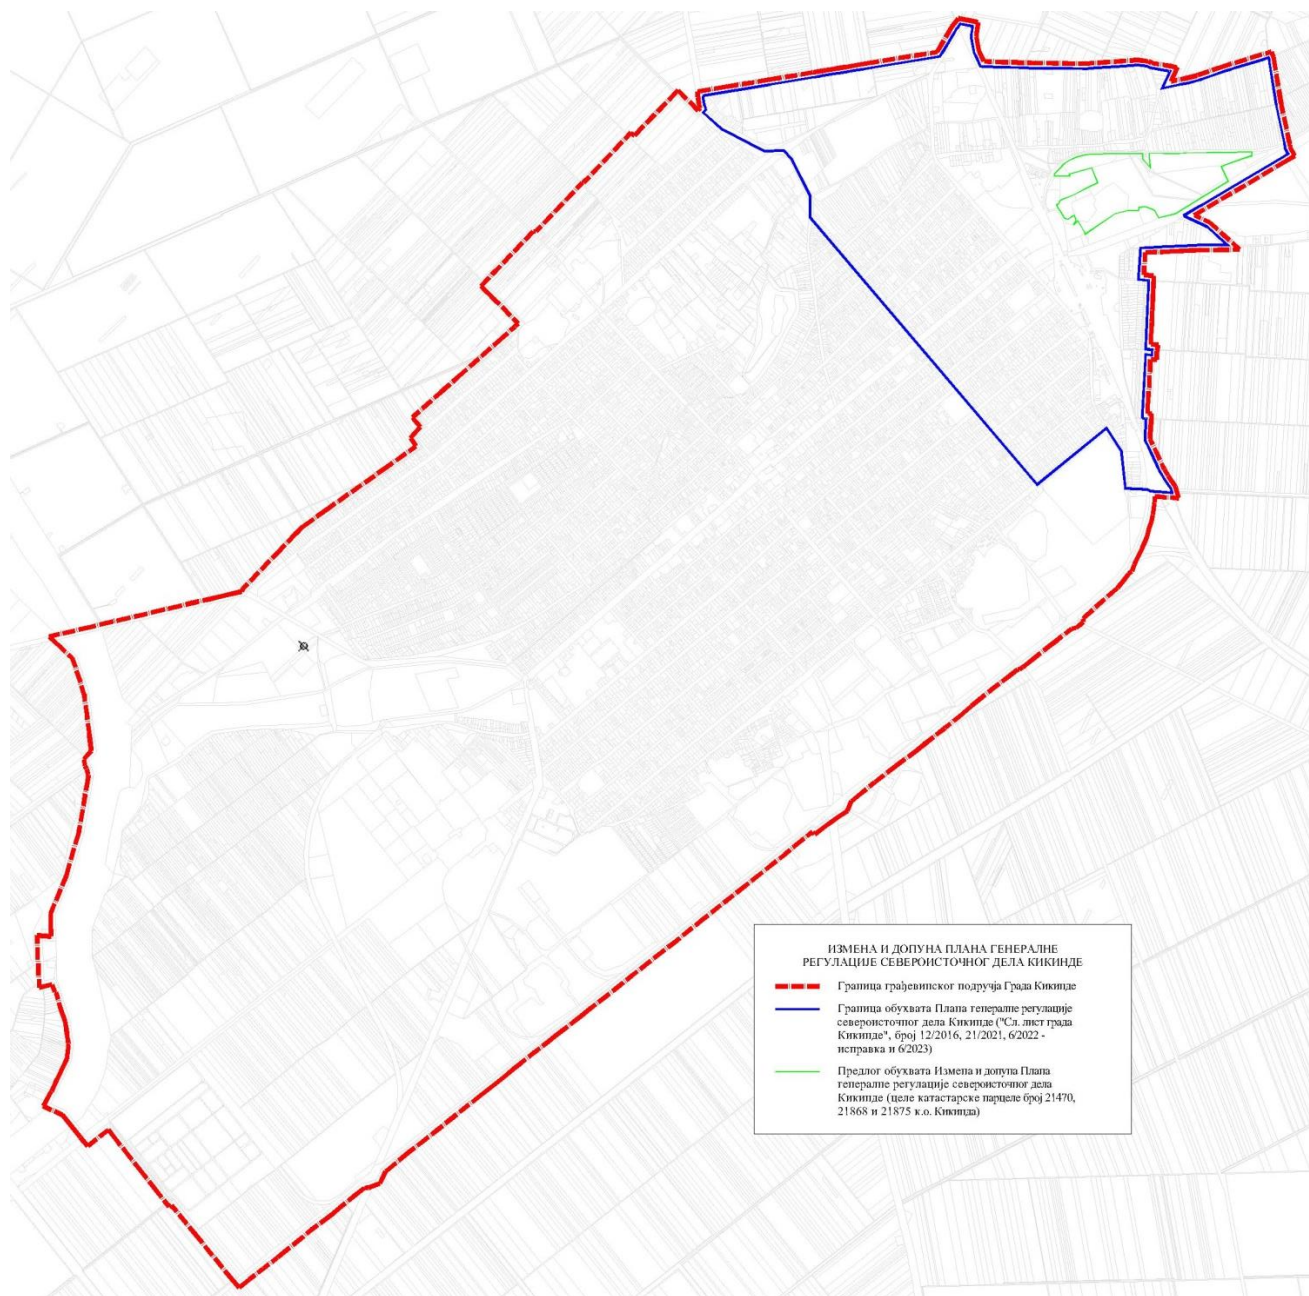 ИЗМЕНА И ДОПУНА ПЛАНА ГЕНЕРАЛНЕ
РЕГУЛАЦИЈЕ СЕВЕРОИСТОЧНОГ ДЕЛА КИКИНДЕ
Граница грађевинског подручја Града Кикинде
Граница обухвата Плана генералне регулације
североисточног дела Кикинде ("Сл. лист града
Кикинде", број 12/2016, 21/2021, 6/2022 -
исправка и 6/2023)
Предлог обухвата Измена и допуна Плана
генералне регулације североисточног дела
Кикинде (целе катастарске парцеле број 21470,
21868 и 21875 к.о. Кикинда)